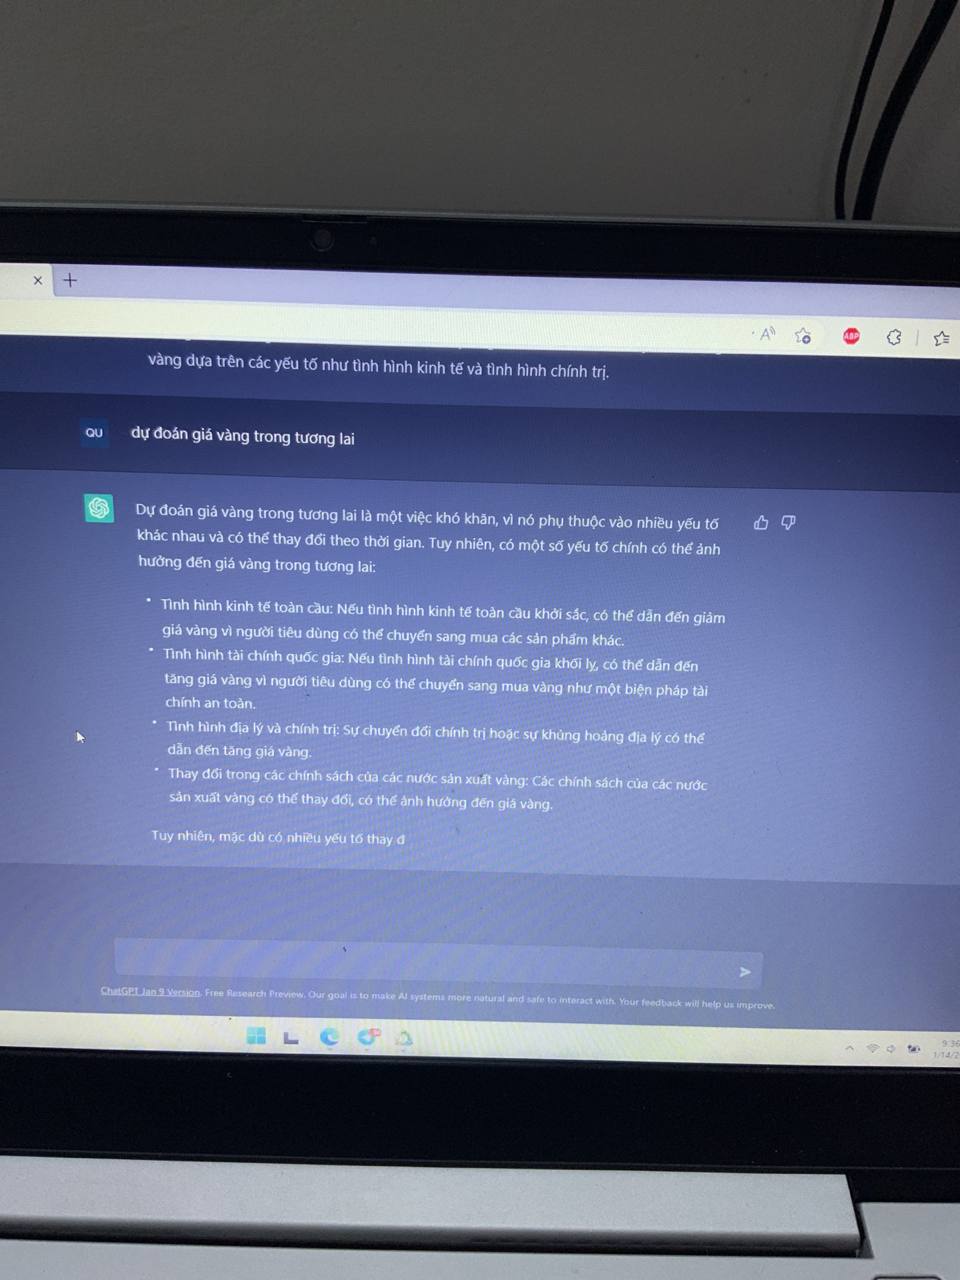 A
ABP
vàng dựa trên các yếu tố như tình hình kinh tế và tình hình chính trị.
QU
dự đoán giá vàng trong tương lai
Dự đoán giá vàng trong tương lai là một việc khó khăn, vì nó phụ thuộc vào nhiều yếu tố
khác nhau và có thể thay đổi theo thời gian. Tuy nhiên, có một số yếu tố chính có thể ảnh
hưởng đến giá vàng trong tương lai:
• Tình hình kinh tế toàn cầu: Nếu tình hình kinh tế toàn cầu khởi sắc, có thể dẫn đến giảm
giá vàng vì người tiêu dùng có thể chuyển sang mua các sản phẩm khác.
• Tình hình tài chính quốc gia: Nếu tình hình tài chính quốc gia khối lỵ, có thể dẫn đến
tăng giá vàng vì người tiêu dùng có thể chuyển sang mua vàng như một biện pháp tài
chính an toàn.
• Tình hình địa lý và chính trị: Sự chuyển đổi chính trị hoặc sự khủng hoảng địa lý có thể
dẫn đến tăng giá vàng.
• Thay đổi trong các chính sách của các nước sản xuất vàng: Các chính sách của các nước
sản xuất vàng có thể thay đổi, có thể ảnh hưởng đến giá vàng.
Tuy nhiên, mặc dù có nhiều yếu tố thay đ
ChatGPT Jan 9 Version. Free Research Preview. Our goal is to make AI systems more natural and safe to interact with. Your feedback will help us improve.
9:36
1/14/2